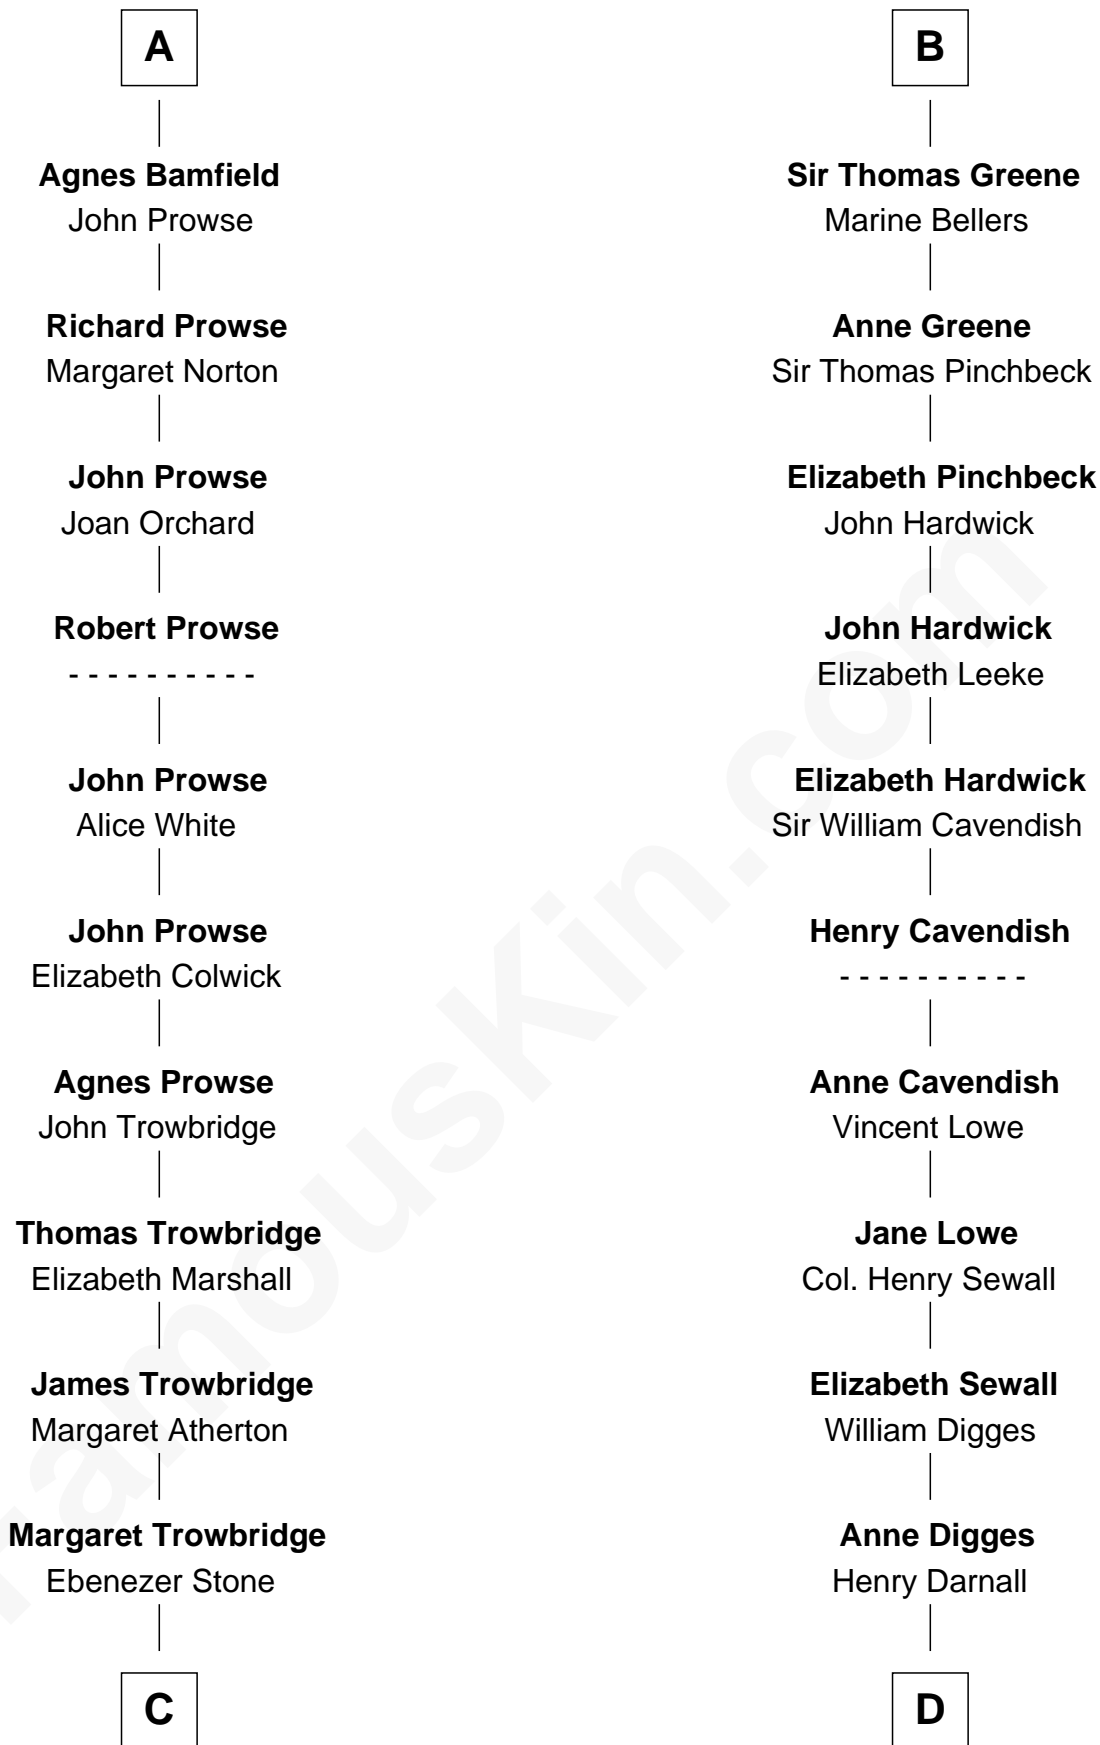 A
Agnes Bamfield
John Prowse
Richard Prowse
Margaret Norton
John Prowse
Joan Orchard
Robert Prowse
- - - - - - - - - -
John Prowse
Alice White
John Prowse
Elizabeth Colwick
Agnes Prowse
John Trowbridge
Thomas Trowbridge
Elizabeth Marshall
James Trowbridge
Margaret Atherton
Margaret Trowbridge
Ebenezer Stone
C
B
Sir Thomas Greene
Marine Bellers
Anne Greene
Sir Thomas Pinchbeck
Elizabeth Pinchbeck
John Hardwick
John Hardwick
Elizabeth Leeke
Elizabeth Hardwick
Sir William Cavendish
Henry Cavendish
- - - - - - - - - -
Anne Cavendish
Vincent Lowe
Jane Lowe
Col. Henry Sewall
Elizabeth Sewall
William Digges
Anne Digges
Henry Darnall
D
FamousKin.com